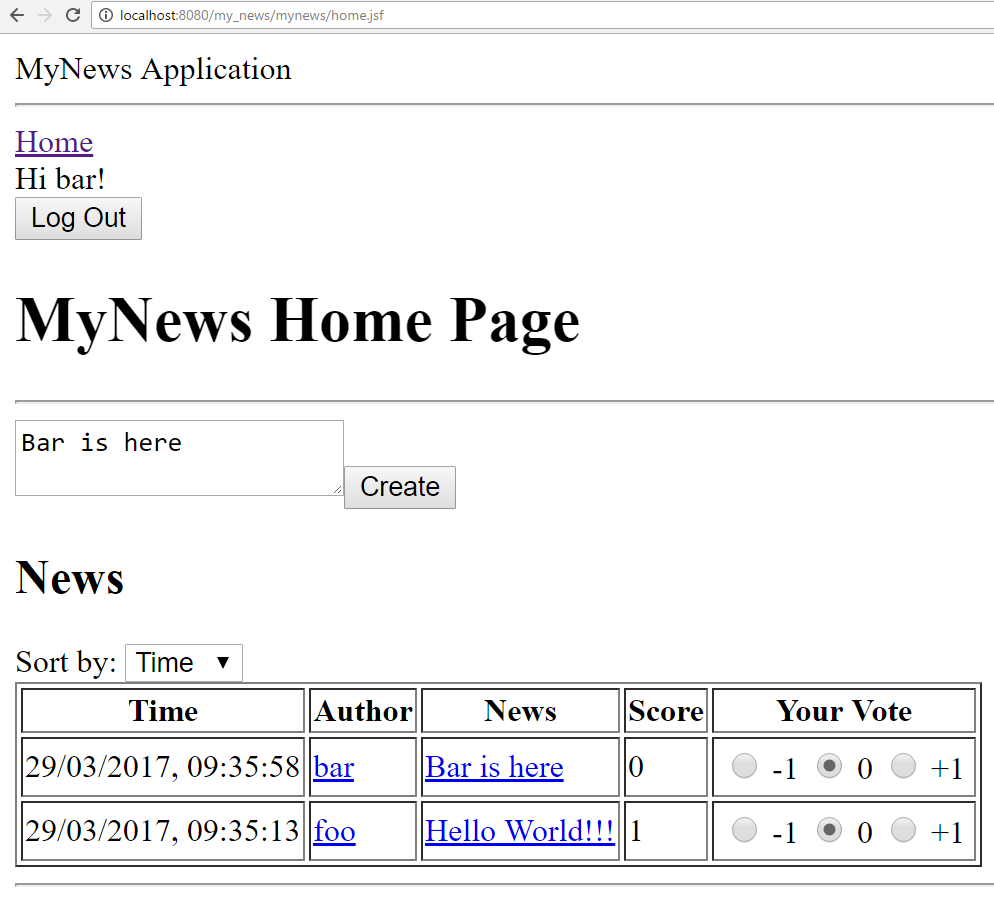 localhost:8080/my_news/mynews/home.jsf
MyNews Application
Home
Hi bar!
Log Out
MyNews Home Page
Bar is here
Create
News
Sort by: Time
Time Author News Score Your Vote
29/03/2017, 09:35:58 bar Bar is here 0 -1 0 +1
29/03/2017, 09:35:13 foo Hello World!!! 1 -1 0 +1